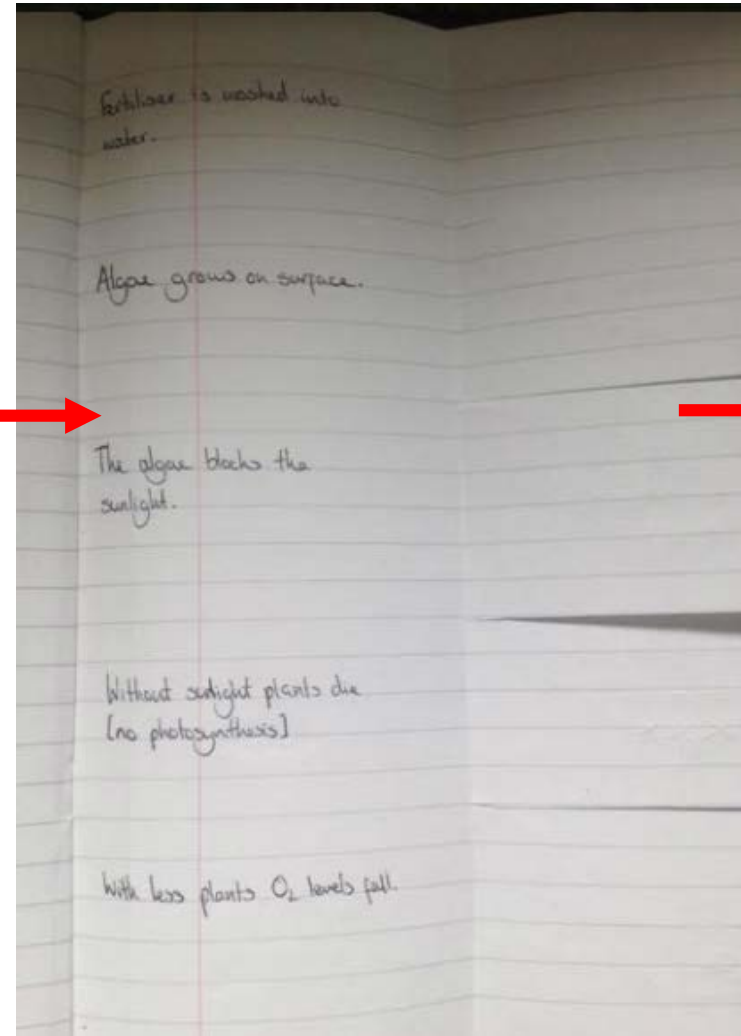 Fertiliser is washed into
water.
Algae grows on surface.
The algae blocks the
sunlight.
Without sunlight plants die
[no photosynthesis]
With less plants O₂ levels fall.